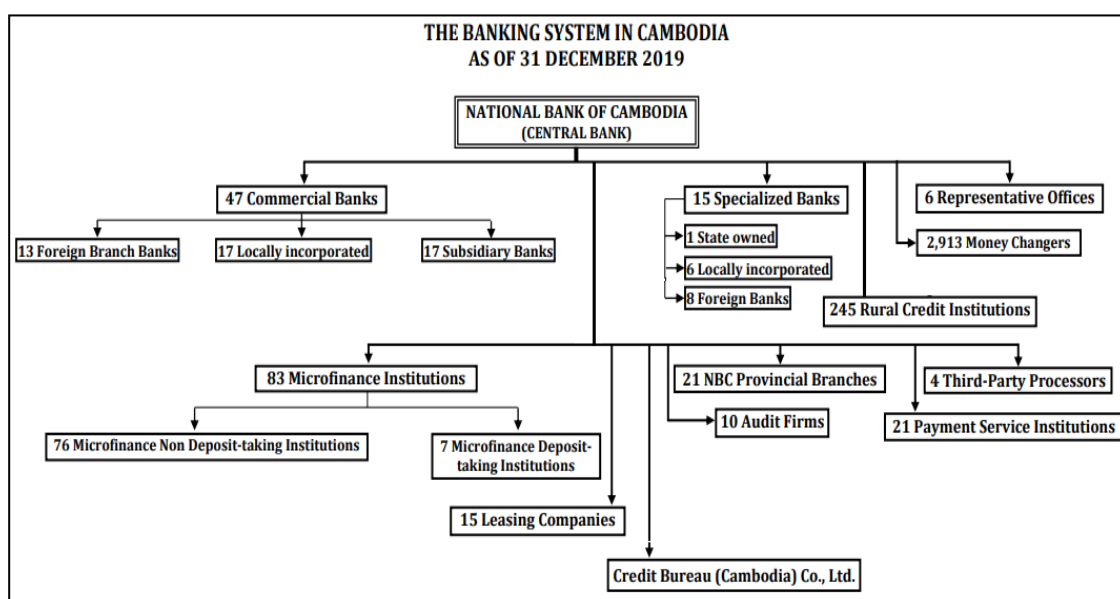 THE BANKING SYSTEM IN CAMBODIA
AS OF 31 DECEMBER 2019
NATIONAL BANK OF CAMBODIA
(CENTRAL BANK)
47 Commercial Banks
15 Specialized Banks
6 Representative Offices
13 Foreign Branch Banks
17 Locally incorporated
17 Subsidiary Banks
1 State owned
2,913 Money Changers
6 Locally incorporated
8 Foreign Banks
245 Rural Credit Institutions
83 Microfinance Institutions
21 NBC Provincial Branches
4 Third-Party Processors
76 Microfinance Non Deposit-taking Institutions
7 Microfinance Deposit-
taking Institutions
10 Audit Firms
21 Payment Service Institutions
15 Leasing Companies
Credit Bureau (Cambodia) Co., Ltd.